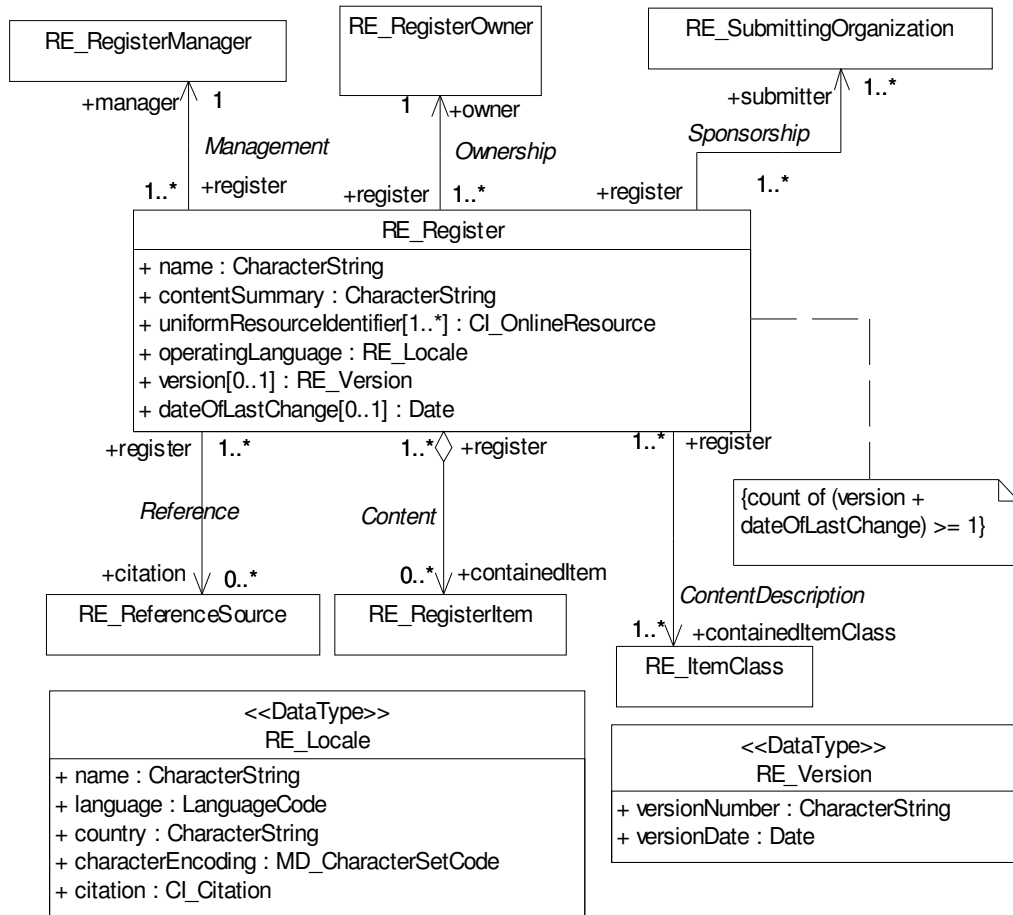 RE_RegisterManager
RE_RegisterOwner
RE_SubmittingOrganization
+manager
1
1
+owner
+submitter
1..*
Management
Ownership
Sponsorship
1..*
+register
+register
1..*
+register
1..*
RE_Register
+ name : CharacterString
+ contentSummary : CharacterString
+ uniformResourceIdentifier[1..*] : CI_OnlineResource
+ operatingLanguage : RE_Locale
+ version[0..1] : RE_Version
+ dateOfLastChange[0..1] : Date
+register
1..*
1..*
+register
1..*
+register
{count of (version +
dateOfLastChange) >= 1}
Reference
Content
+citation
0..*
0..*
+containedItem
ContentDescription
1..*
+containedItemClass
RE_ReferenceSource
RE_RegisterItem
RE_ItemClass
<<DataType>>
RE_Locale
+ name : CharacterString
+ language : LanguageCode
+ country : CharacterString
+ characterEncoding : MD_CharacterSetCode
+ citation : CI_Citation
<<DataType>>
RE_Version
+ versionNumber : CharacterString
+ versionDate : Date